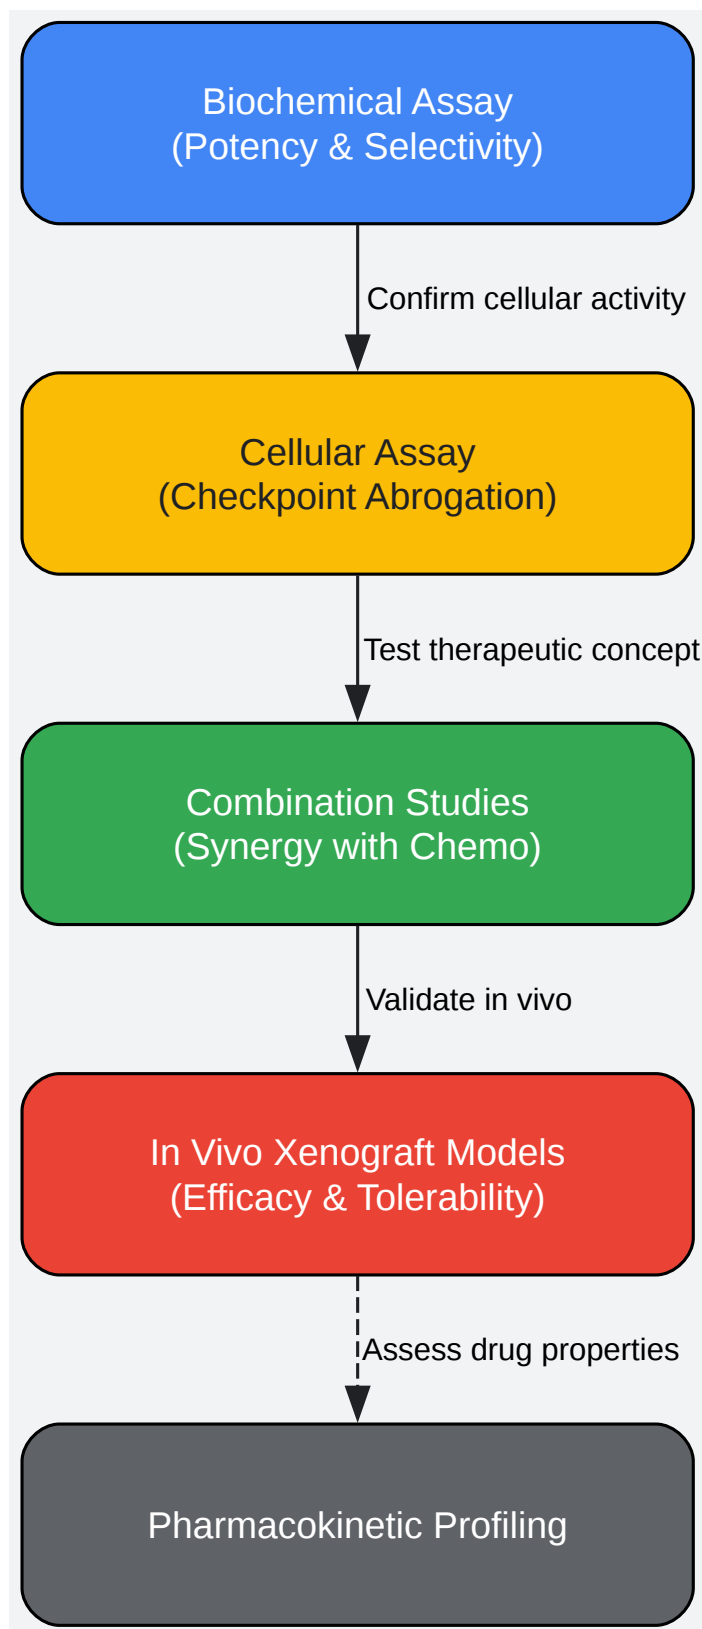 Biochemical Assay
(Potency & Selectivity)
Confirm cellular activity
Cellular Assay
(Checkpoint Abrogation)
Test therapeutic concept
Combination Studies
(Synergy with Chemo)
Validate in vivo
In Vivo Xenograft Models
(Efficacy & Tolerability)
Assess drug properties
Pharmacokinetic Profiling